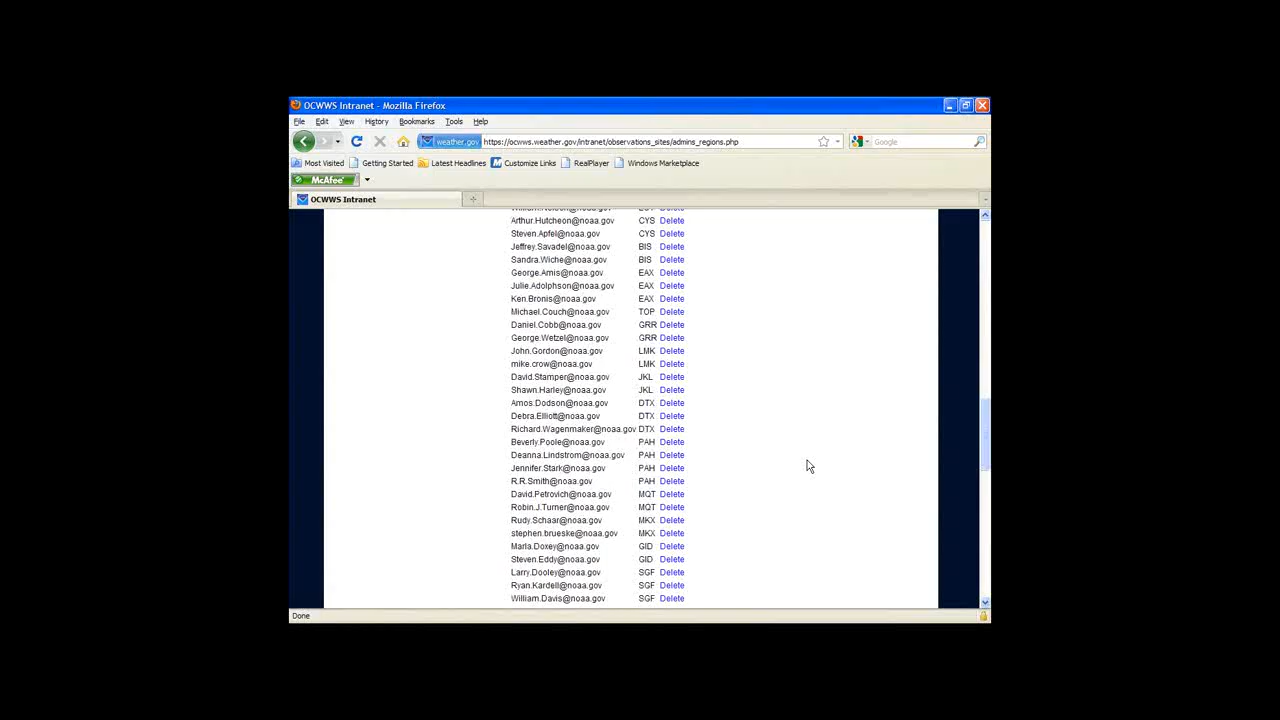 OCWWS Intranet - Mozilla Firefox
File Edit View History Bookmarks Tools Help
weather.gov https://ocwws.weather.gov/intranet/observations_sites/admins_regions.php Google
Most Visited Getting Started Latest Headlines Customize Links RealPlayer Windows Marketplace
McAfee
OCWWS Intranet
Arthur.Hutcheon@noaa.gov CYS Delete
Steven.Apfel@noaa.gov CYS Delete
Jeffrey.Savadel@noaa.gov BIS Delete
Sandra.Wiche@noaa.gov BIS Delete
George.Amis@noaa.gov EAX Delete
Julie.Adolphson@noaa.gov EAX Delete
Ken.Bronis@noaa.gov EAX Delete
Michael.Couch@noaa.gov TOP Delete
Daniel.Cobb@noaa.gov GRR Delete
George.Wetzel@noaa.gov GRR Delete
John.Gordon@noaa.gov LMK Delete
mike.crow@noaa.gov LMK Delete
David.Stamper@noaa.gov JKL Delete
Shawn.Harley@noaa.gov JKL Delete
Amos.Dodson@noaa.gov DTX Delete
Debra.Elliott@noaa.gov DTX Delete
Richard.Wagenmaker@noaa.gov DTX Delete
Beverly.Poole@noaa.gov PAH Delete
Deanna.Lindstrom@noaa.gov PAH Delete
Jennifer.Stark@noaa.gov PAH Delete
R.R.Smith@noaa.gov PAH Delete
David.Petrovich@noaa.gov MQT Delete
Robin.J.Turner@noaa.gov MQT Delete
Rudy.Schaar@noaa.gov MKX Delete
stephen.brueske@noaa.gov MKX Delete
Marla.Doxey@noaa.gov GID Delete
Steven.Eddy@noaa.gov GID Delete
Larry.Dooley@noaa.gov SGF Delete
Ryan.Kardell@noaa.gov SGF Delete
William.Davis@noaa.gov SGF Delete
Done